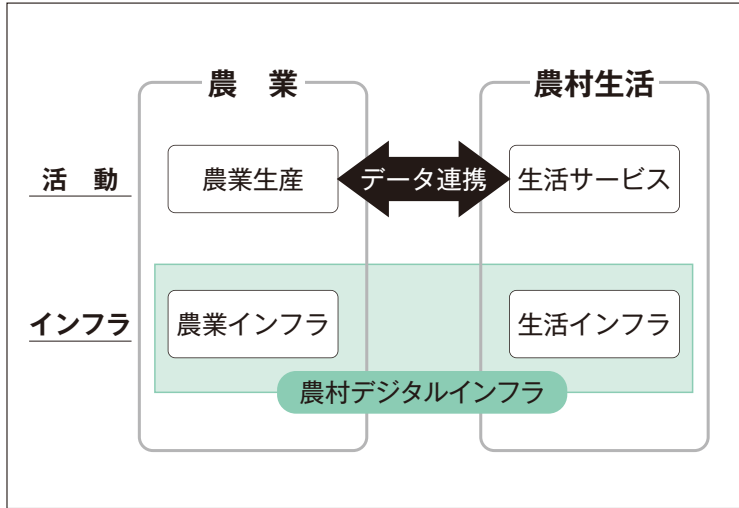 農　業
農村生活
活　動
農業生産
データ連携
生活サービス
インフラ
農業インフラ
生活インフラ
農村デジタルインフラ